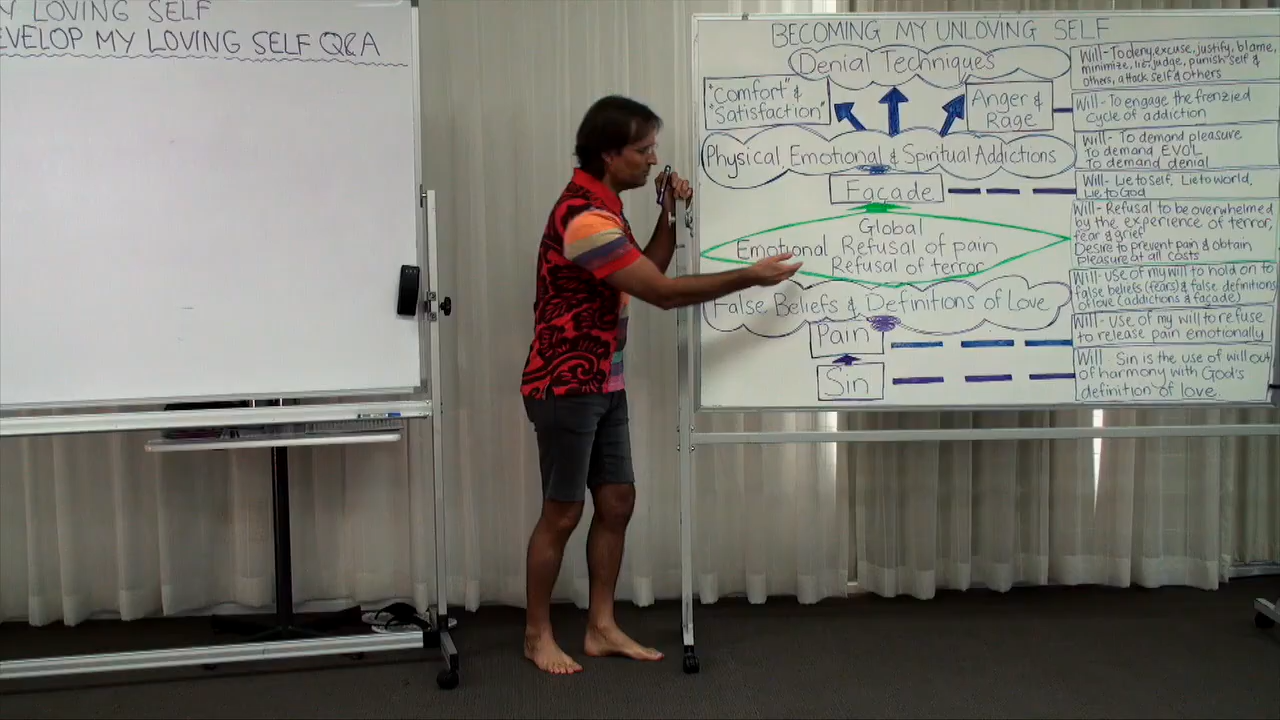 Y LOVING SELF
EVELOP MY LOVING SELF Q&A
BECOMING MY UNLOVING SELF
Denial Techniques
"Comfort" &
"Satisfaction"
Anger &
Rage
Physical, Emotional & Spiritual Addictions
Façade
Global
Emotional Refusal of pain
Refusal of terror
False Beliefs & Definitions of Love
Pain
Sin
Will - To deny, excuse, justify, blame,
minimize, lie, judge, punish self &
others, attack self & others
Will - To engage the frenzied
cycle of addiction
Will - To demand pleasure
To demand EVOL
To demand denial
Will - Lie to Self, Lie to world,
Lie to God
Will - Refusal to be overwhelmed
by the experience of terror,
fear & grief
Desire to prevent pain & obtain
pleasure at all costs
Will - use of my will to hold on to
false beliefs (fears) & false definitions
of love (addictions & façade)
Will - Use of my will to refuse
to release pain emotionally
Will - Sin is the use of will out
of harmony with God's
definition of love